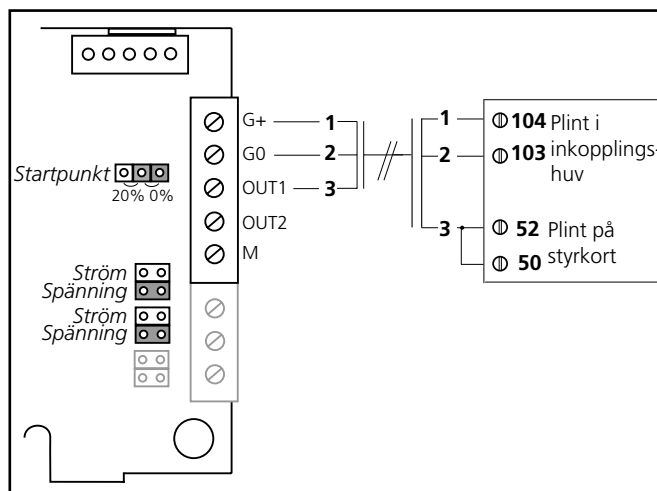 G+ 1 1 104 Plint i
G0 2 2 103 inkopplings-
huv
Startpunkt
OUT1 3
20% 0%
OUT2 3 52 Plint på
M 50 styrkort
Ström
Spänning
Ström
Spänning